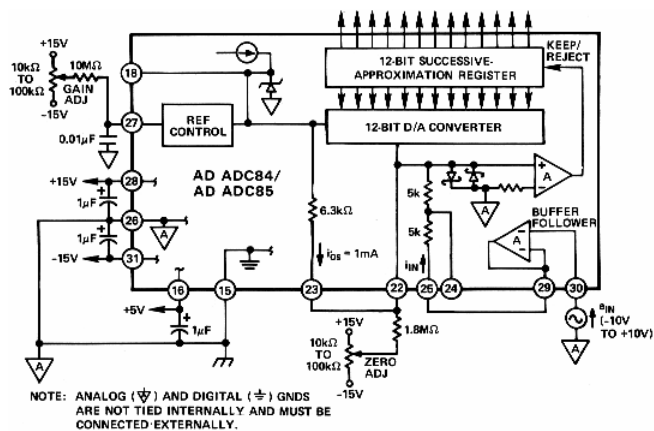 +15V
10kΩ
TO
100kΩ
-15V
10MΩ
GAIN
ADJ
0.01µF
18
27
REF
CONTROL
12-BIT SUCCESSIVE-
APPROXIMATION REGISTER
KEEP/
REJECT
12-BIT D/A CONVERTER
AD ADC84/
AD ADC85
+15V
28
1µF
+
26
A
1µF
+
-15V
31
6.3kΩ
iOS = 1mA
5k
5k
iIN
A
+
−
A
BUFFER
FOLLOWER
A
−
−
16
15
23
22
25
24
29
30
+5V
+
1µF
A
+15V
10kΩ
TO
100kΩ
-15V
1.8MΩ
ZERO
ADJ
eIN
(-10V
TO +10V)
A
NOTE: ANALOG ( ) AND DIGITAL ( ) GNDS
ARE NOT TIED INTERNALLY AND MUST BE
CONNECTED EXTERNALLY.